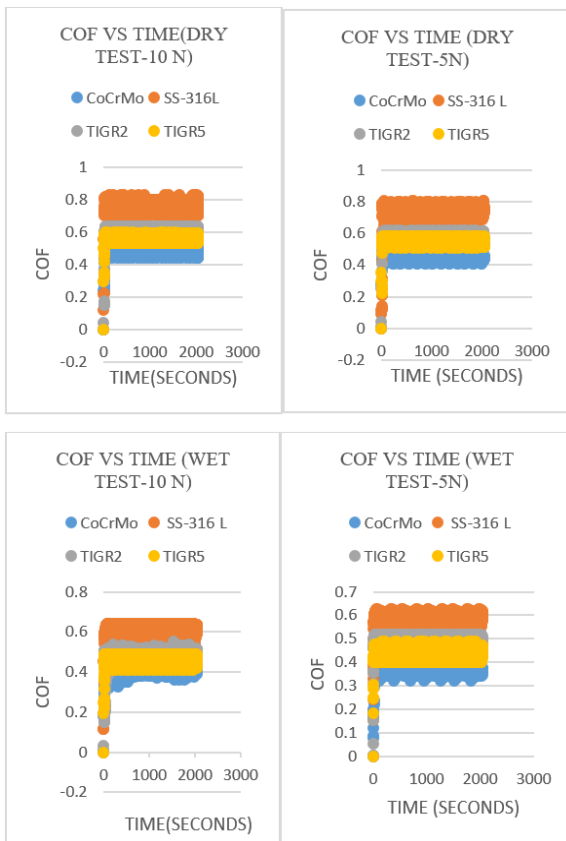 COF VS TIME(DRY
TEST-10 N)
CoCrMo SS-316 L
TIGR2 TIGR5
1
0.8
0.6
0.4
0.2
0
-0.2
0 1000 2000 3000
COF
TIME(SECONDS)
COF VS TIME (DRY
TEST-5N)
CoCrMo SS-316 L
TIGR2 TIGR5
1
0.8
0.6
0.4
0.2
0
-0.2
0 1000 2000 3000
COF
TIME (SECONDS)
COF VS TIME (WET
TEST-10 N)
CoCrMo SS-316 L
TIGR2 TIGR5
0.8
0.6
0.4
0.2
0
-0.2
0 1000 2000 3000
COF
TIME(SECONDS)
COF VS TIME (WET
TEST-5N)
CoCrMo SS-316 L
TIGR2 TIGR5
0.7
0.6
0.5
0.4
0.3
0.2
0.1
0
0 1000 2000 3000
COF
TIME (SECONDS)